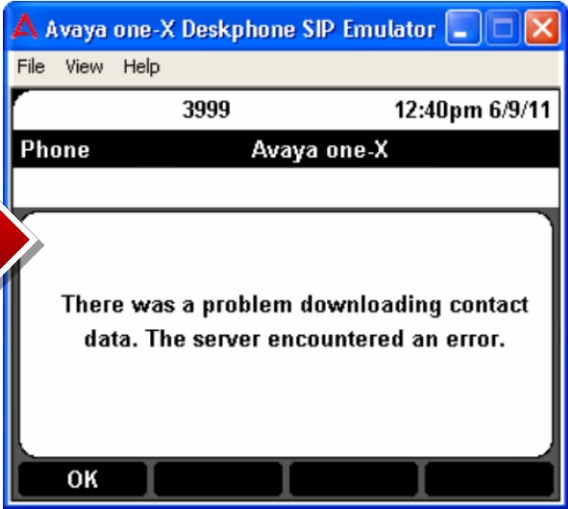 Avaya one-X Deskphone SIP Emulator
File View Help
3999 12:40pm 6/9/11
Phone Avaya one-X
There was a problem downloading contact
data. The server encountered an error.
OK